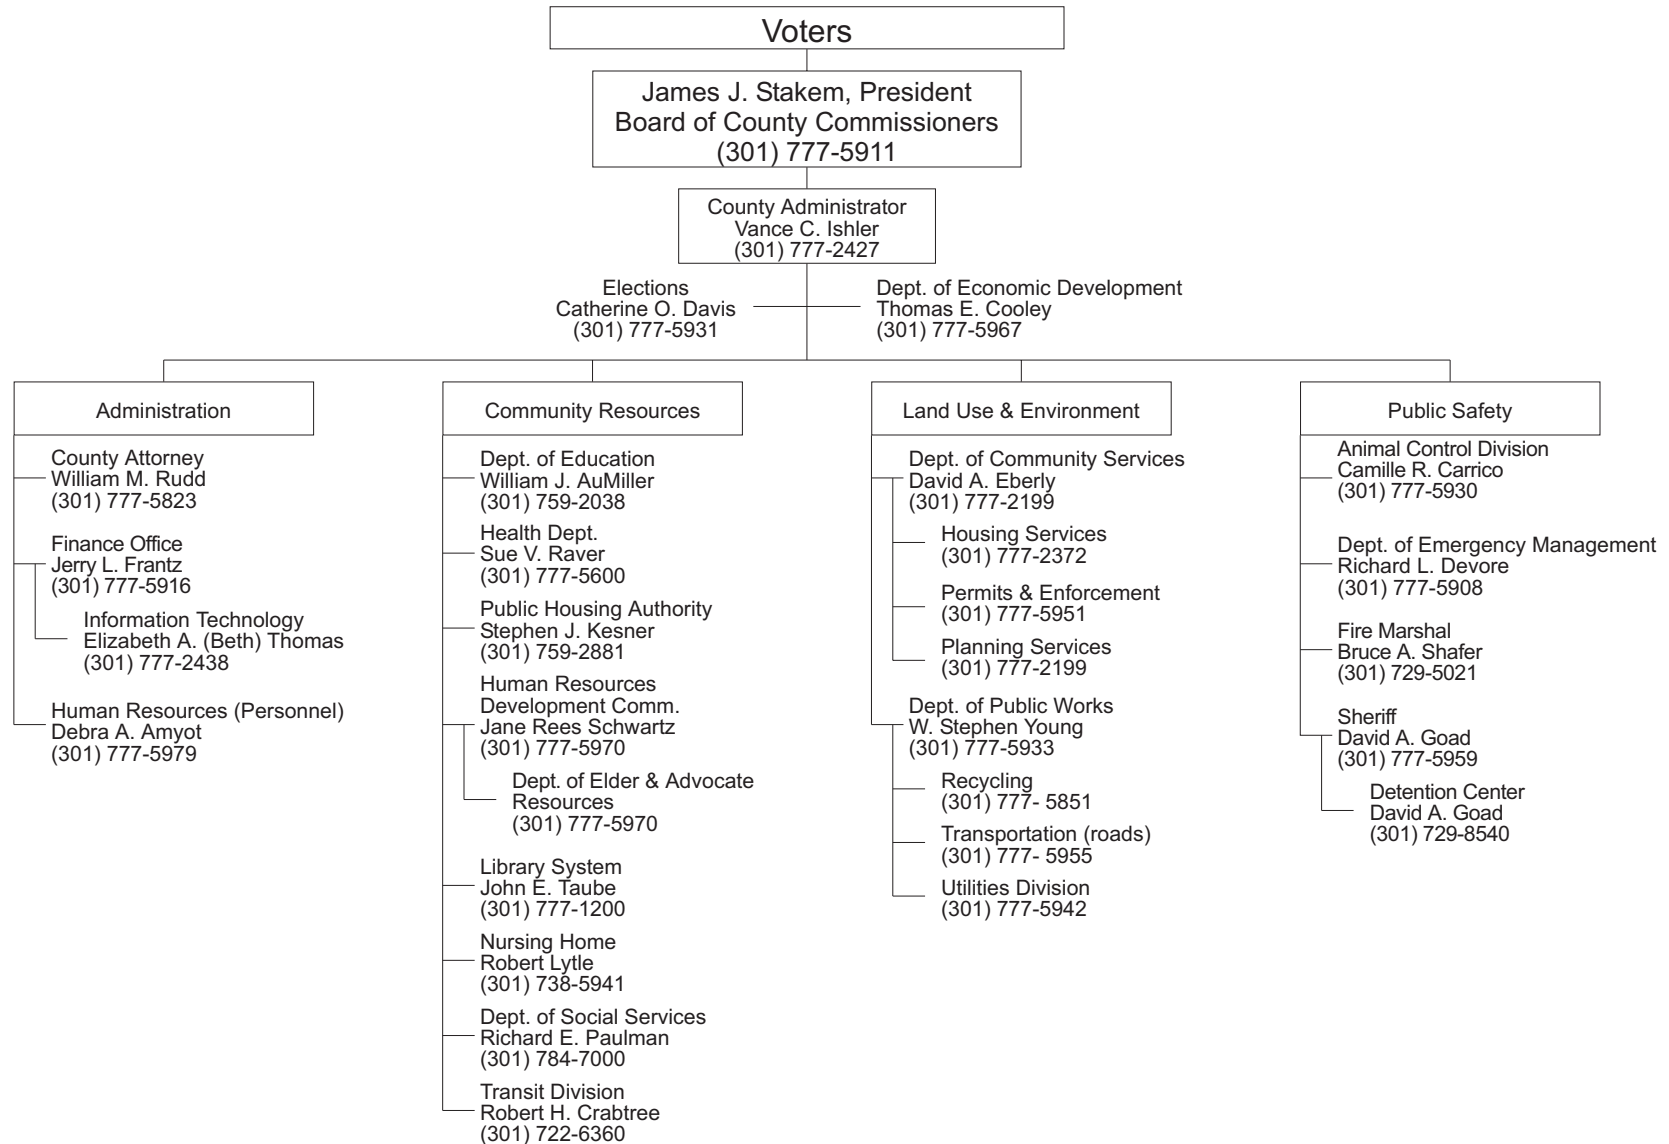 Voters
James J. Stakem, President
Board of County Commissioners
(301) 777-5911
County Administrator
Vance C. Ishler
(301) 777-2427
Elections
Catherine O. Davis
(301) 777-5931
Dept. of Economic Development
Thomas E. Cooley
(301) 777-5967
Administration
County Attorney
William M. Rudd
(301) 777-5823
Finance Office
Jerry L. Frantz
(301) 777-5916
Information Technology
Elizabeth A. (Beth) Thomas
(301) 777-2438
Human Resources (Personnel)
Debra A. Amyot
(301) 777-5979
Community Resources
Dept. of Education
William J. AuMiller
(301) 759-2038
Health Dept.
Sue V. Raver
(301) 777-5600
Public Housing Authority
Stephen J. Kesner
(301) 759-2881
Human Resources
Development Comm.
Jane Rees Schwartz
(301) 777-5970
Dept. of Elder & Advocate
Resources
(301) 777-5970
Library System
John E. Taube
(301) 777-1200
Nursing Home
Robert Lytle
(301) 738-5941
Dept. of Social Services
Richard E. Paulman
(301) 784-7000
Transit Division
Robert H. Crabtree
(301) 722-6360
Land Use & Environment
Dept. of Community Services
David A. Eberly
(301) 777-2199
Housing Services
(301) 777-2372
Permits & Enforcement
(301) 777-5951
Planning Services
(301) 777-2199
Dept. of Public Works
W. Stephen Young
(301) 777-5933
Recycling
(301) 777- 5851
Transportation (roads)
(301) 777- 5955
Utilities Division
(301) 777-5942
Public Safety
Animal Control Division
Camille R. Carrico
(301) 777-5930
Dept. of Emergency Management
Richard L. Devore
(301) 777-5908
Fire Marshal
Bruce A. Shafer
(301) 729-5021
Sheriff
David A. Goad
(301) 777-5959
Detention Center
David A. Goad
(301) 729-8540